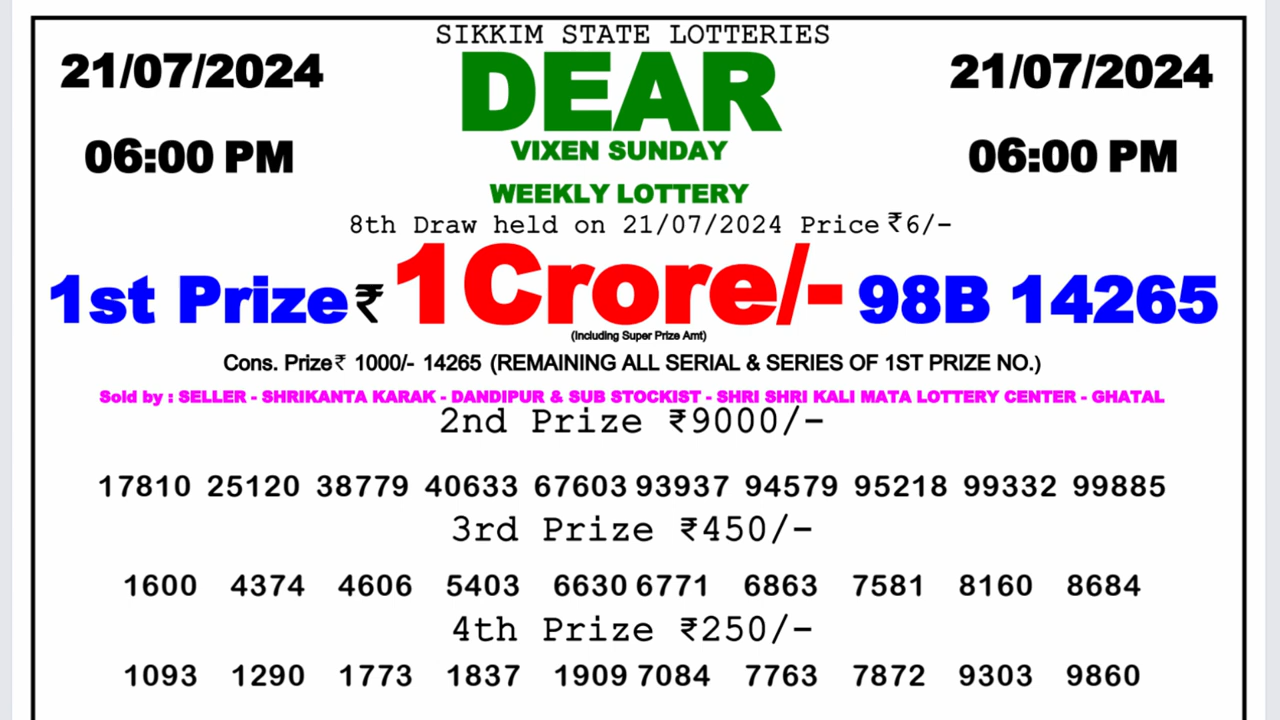 SIKKIM STATE LOTTERIES
21/07/2024 DEAR 21/07/2024
06:00 PM VIXEN SUNDAY 06:00 PM
WEEKLY LOTTERY
8th Draw held on 21/07/2024 Price ₹6/-
1st Prize ₹ 1Crore/- 98B 14265
(Including Super Prize Amt)
Cons. Prize ₹ 1000/- 14265 (REMAINING ALL SERIAL & SERIES OF 1ST PRIZE NO.)
Sold by : SELLER - SHRIKANTA KARAK - DANDIPUR & SUB STOCKIST - SHRI SHRI KALI MATA LOTTERY CENTER - GHATAL
2nd Prize ₹9000/-
17810 25120 38779 40633 67603 93937 94579 95218 99332 99885
3rd Prize ₹450/-
1600 4374 4606 5403 6630 6771 6863 7581 8160 8684
4th Prize ₹250/-
1093 1290 1773 1837 1909 7084 7763 7872 9303 9860